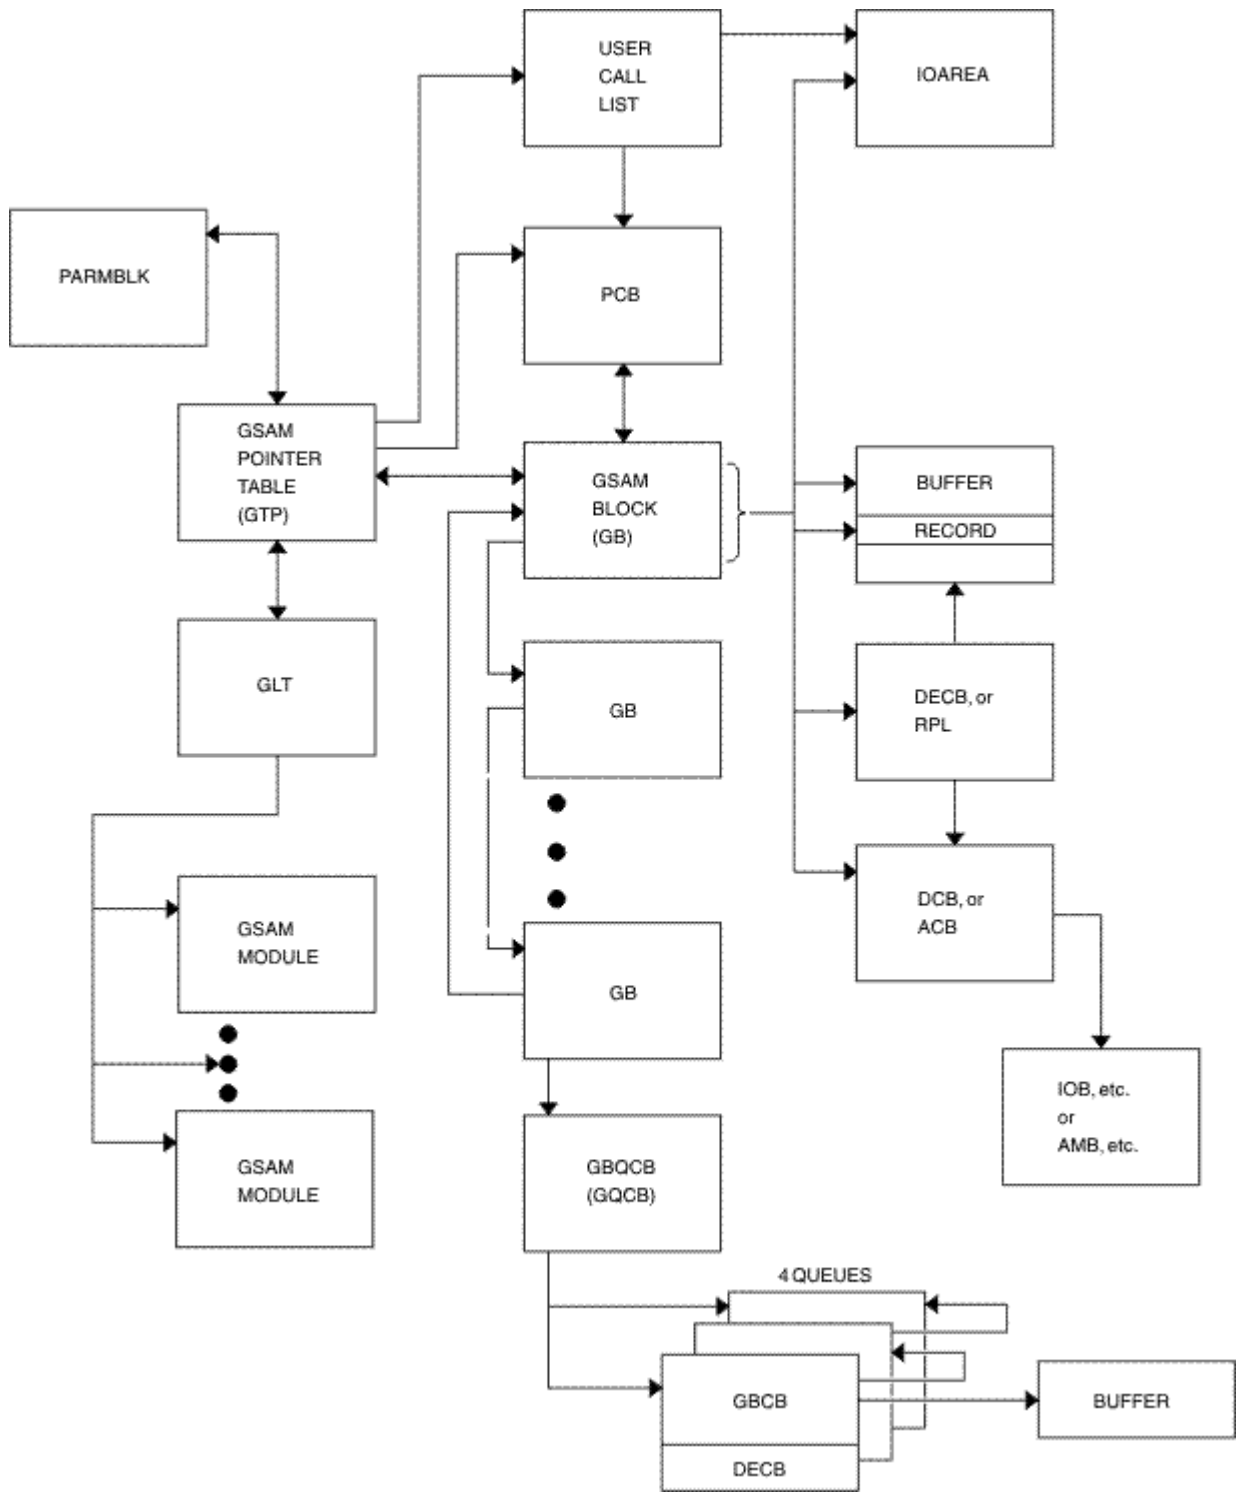 USER
CALL
LIST
IOAREA
PARMBLK
PCB
GSAM
POINTER
TABLE
(GTP)
GSAM
BLOCK
(GB)
BUFFER
RECORD
GLT
GB
DECB, or
RPL
GSAM
MODULE
GB
DCB, or
ACB
IOB, etc.
or
AMB, etc.
GSAM
MODULE
GBQCB
(GQCB)
4 QUEUES
GBCB
DECB
BUFFER